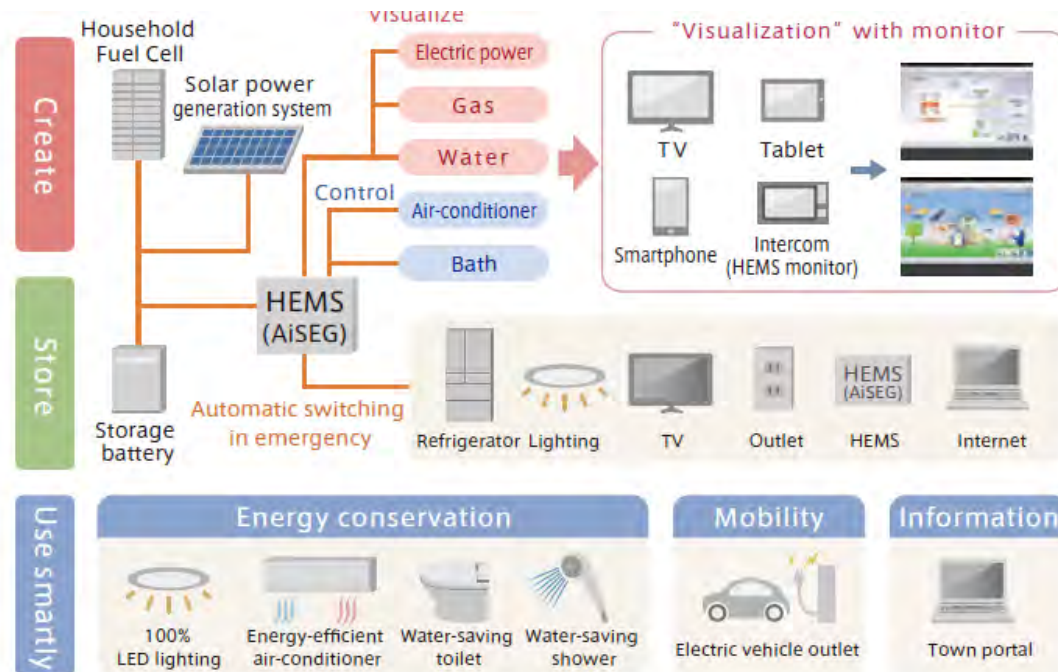 Visualize
Household
Fuel Cell
Solar power
generation system
Create
Electric power
Gas
Water
Control
Air-conditioner
Bath
"Visualization" with monitor
TV
Tablet
Smartphone
Intercom
(HEMS monitor)
Store
HEMS
(AiSEG)
Storage
battery
Automatic switching
in emergency
Refrigerator
Lighting
TV
Outlet
HEMS
(AiSEG)
HEMS
Internet
Use smartly
Energy conservation
100%
LED lighting
Energy-efficient
air-conditioner
Water-saving
toilet
Water-saving
shower
Mobility
Electric vehicle outlet
Information
Town portal